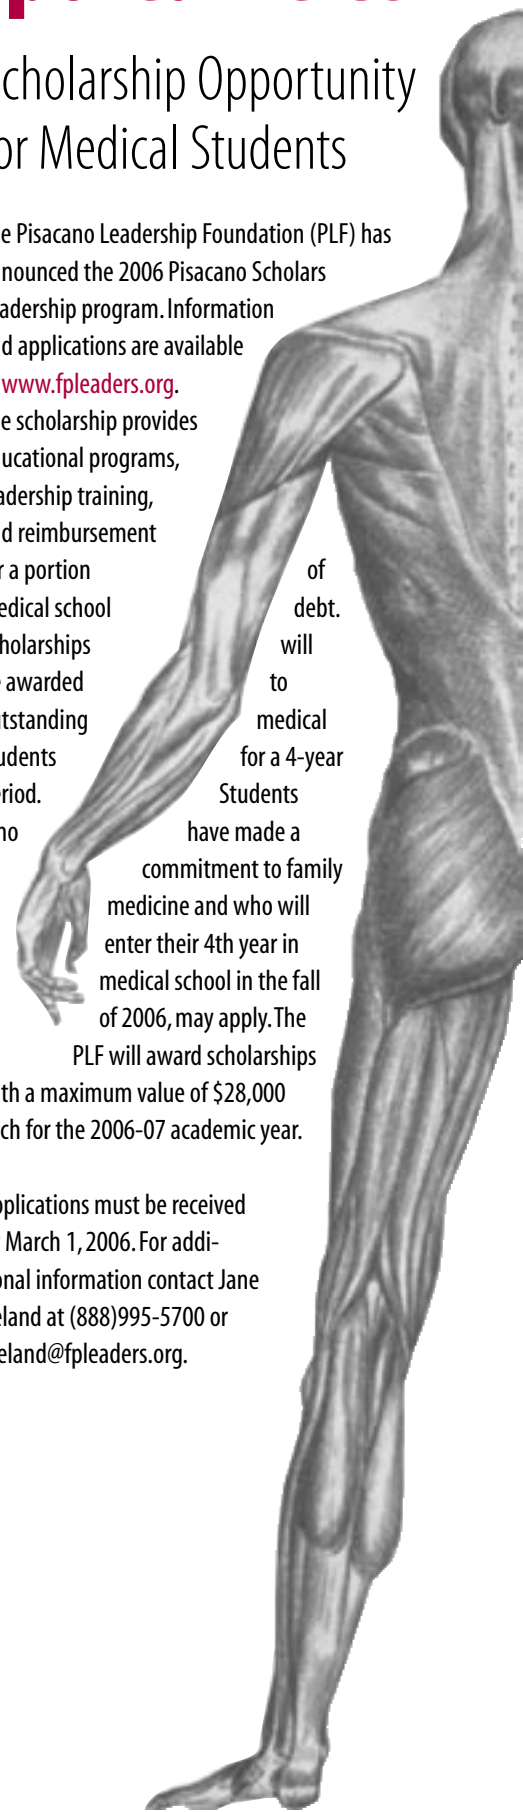 cholarship Opportunity
or Medical Students
e Pisacano Leadership Foundation (PLF) has
nounced the 2006 Pisacano Scholars
adership program. Information
d applications are available
www.fpleaders.org.
e scholarship provides
ucational programs,
adership training,
d reimbursement
r a portion of
edical school debt.
holarships will
e awarded to
tstanding medical
udents for a 4-year
eriod. Students
ho have made a
commitment to family
medicine and who will
enter their 4th year in
medical school in the fall
of 2006, may apply. The
PLF will award scholarships
th a maximum value of $28,000
ch for the 2006-07 academic year.
pplications must be received
March 1, 2006. For addi-
onal information contact Jane
eland at (888)995-5700 or
eland@fpleaders.org.